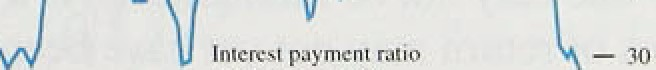 Interest payment ratio — 30